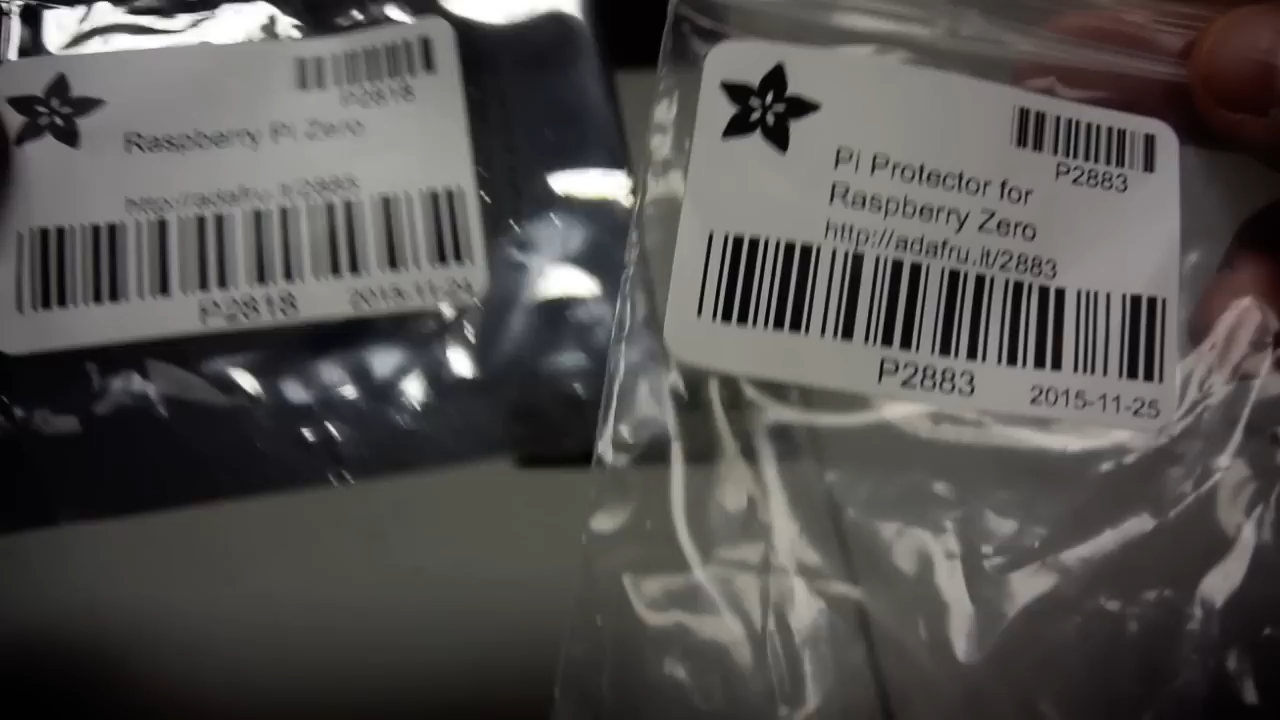 P2818
Raspberry Pi Zero
P2818
Pi Protector for
Raspberry Zero
http://adafru.it/2883
P2883
P2883
2015-11-25